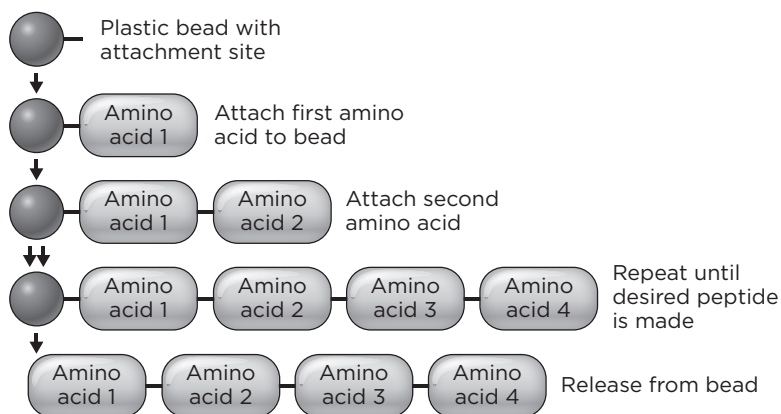 Plastic bead with
attachment site
Amino
acid 1
Attach first amino
acid to bead
Amino
acid 1
Amino
acid 2
Attach second
amino acid
Amino
acid 1
Amino
acid 2
Amino
acid 3
Amino
acid 4
Repeat until
desired peptide
is made
Amino
acid 1
Amino
acid 2
Amino
acid 3
Amino
acid 4
Release from bead